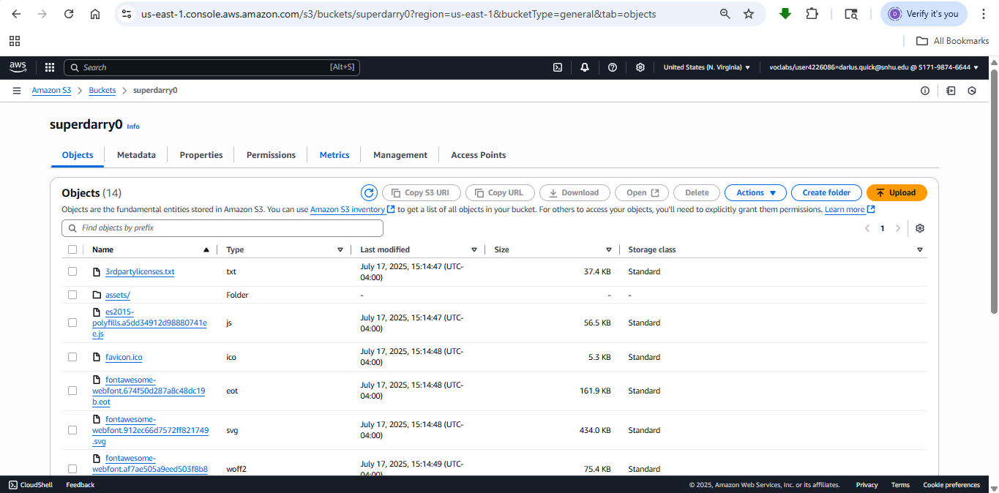 us-east-1.console.aws.amazon.com/s3/buckets/superdarry0?region=us-east-1&bucketType=general&tab=objects
D Verify it's you
All Bookmarks
aws Search [Alt+S] United States (N. Virginia) ▼ voclabs/user4226086=darius.quick@snhu.edu @ 5171-9874-6644 ▼
Amazon S3 > Buckets > superdarry0
superdarry0 Info
Objects Metadata Properties Permissions Metrics Management Access Points
Objects (14) Copy S3 URI Copy URL Download Open Delete Actions ▼ Create folder Upload
Objects are the fundamental entities stored in Amazon S3. You can use Amazon S3 inventory to get a list of all objects in your bucket. For others to access your objects, you'll need to explicitly grant them permissions. Learn more
Find objects by prefix < 1 >
Name Type Last modified Size Storage class
3rdpartylicenses.txt txt July 17, 2025, 15:14:47 (UTC-04:00) 37.4 KB Standard
assets/ Folder - - -
es2015-
polyfills.a5dd34912d98880741e
e.js js July 17, 2025, 15:14:47 (UTC-04:00) 56.5 KB Standard
favicon.ico ico July 17, 2025, 15:14:48 (UTC-04:00) 5.3 KB Standard
fontawesome-
webfont.674f50d287a8c48dc19
b.eot eot July 17, 2025, 15:14:48 (UTC-04:00) 161.9 KB Standard
fontawesome-
webfont.912ec66d7572ff821749
.svg svg July 17, 2025, 15:14:48 (UTC-04:00) 434.0 KB Standard
fontawesome-
webfont.af7ae505a9eed503f8b8 woff2 July 17, 2025, 15:14:49 (UTC-04:00) 75.4 KB Standard
CloudShell Feedback © 2025, Amazon Web Services, Inc. or its affiliates. Privacy Terms Cookie preferences